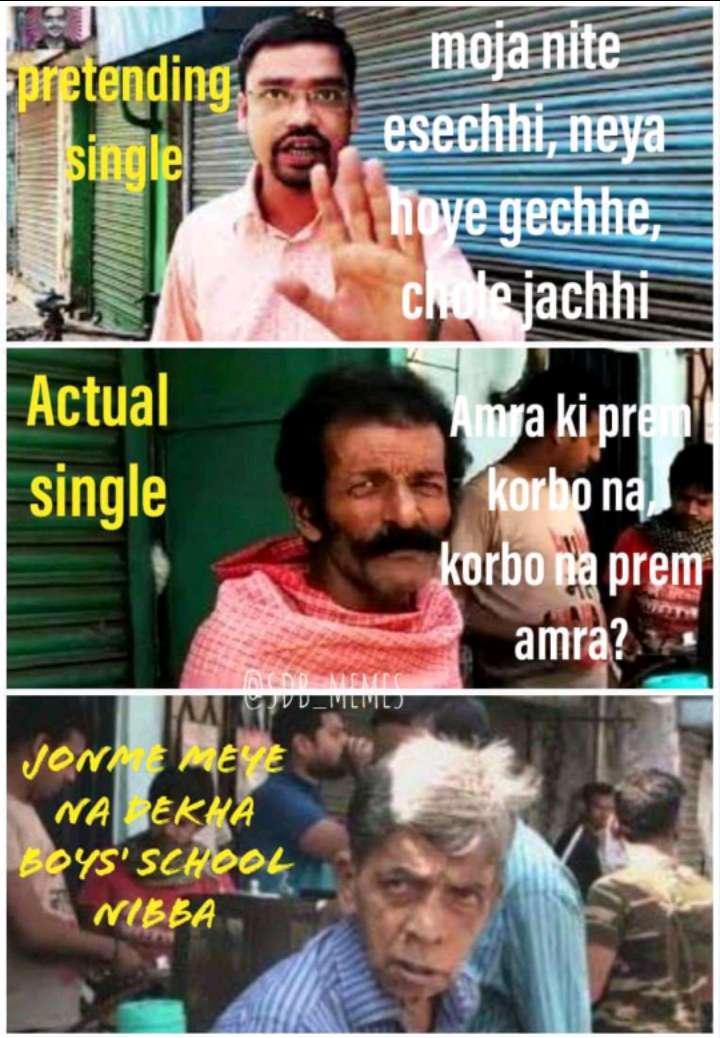 pretending
single
moja nite
esechhi, neya
hoye gechhe,
chole jachhi
Actual
single
Amra ki prem
korbo na,
korbo na prem
amra?
@SDB_MEMES
JONME MEYE
NA DEKHA
BOYS' SCHOOL
NIBBA